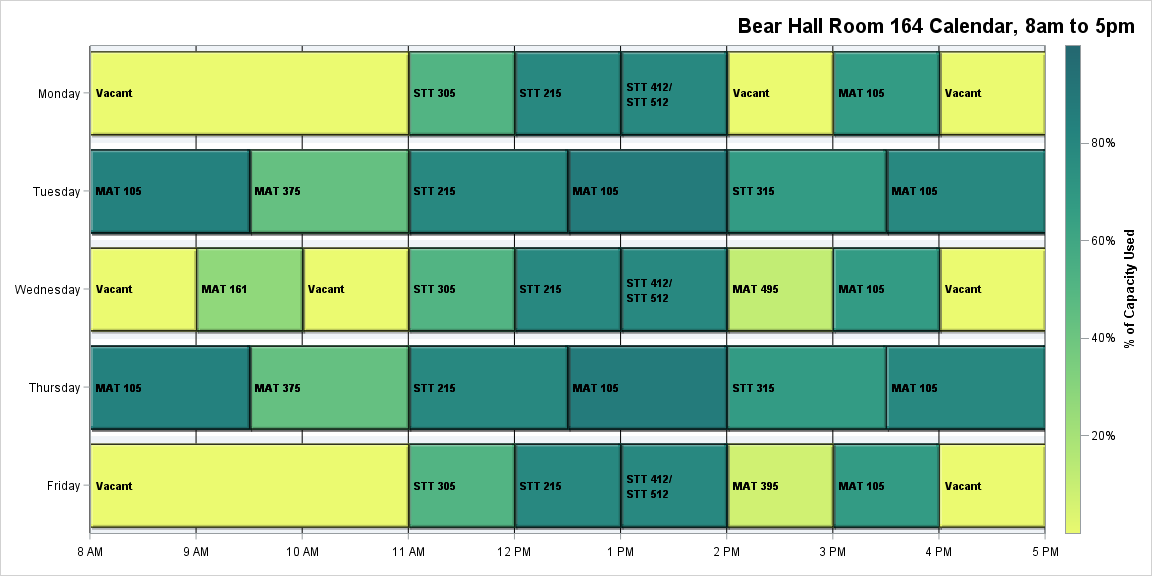 Bear Hall Room 164 Calendar, 8am to 5pm
Monday
Vacant
STT 305
STT 215
STT 412/
STT 512
Vacant
MAT 105
Vacant
Tuesday
MAT 105
MAT 375
STT 215
MAT 105
STT 315
MAT 105
Wednesday
Vacant
MAT 161
Vacant
STT 305
STT 215
STT 412/
STT 512
MAT 495
MAT 105
Vacant
Thursday
MAT 105
MAT 375
STT 215
MAT 105
STT 315
MAT 105
Friday
Vacant
STT 305
STT 215
STT 412/
STT 512
MAT 395
MAT 105
Vacant
8 AM
9 AM
10 AM
11 AM
12 PM
1 PM
2 PM
3 PM
4 PM
5 PM
80%
60%
40%
20%
% of Capacity Used